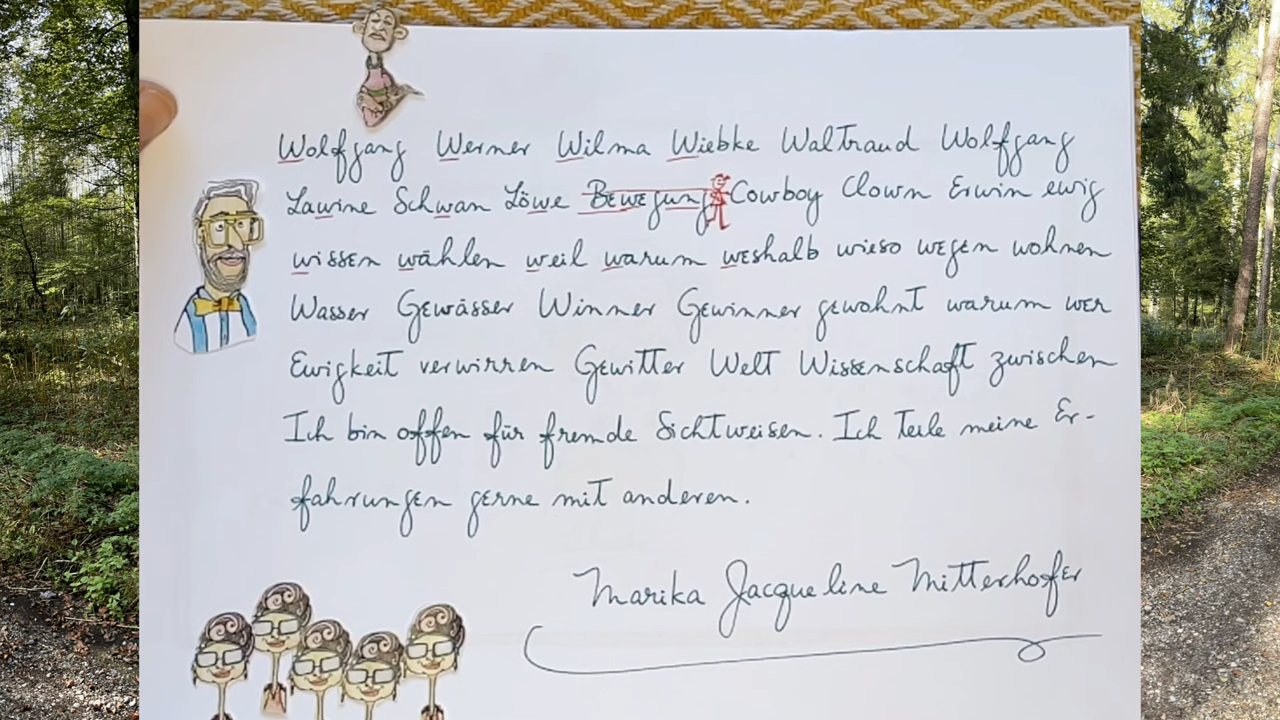 Wolfgang Werner Wilma Wiebke Waltraud Wolfgang
Lawine Schwan Löwe Bewegung Cowboy Clown Erwin ewig
wissen wählen weil warum weshalb wieso wegen wohnen
Wasser Gewässer Winner Gewinner gewohnt warum wer
Ewigkeit verwirren Gewitter Welt Wissenschaft zwischen
Ich bin offen für fremde Sichtweisen. Ich teile meine Er-
fahrungen gerne mit anderen.
Marika Jacqueline Mitterhofer